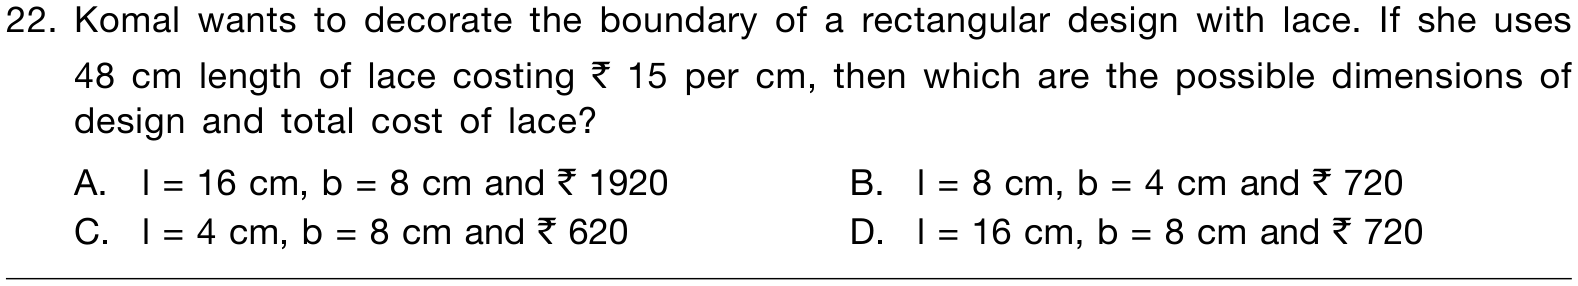 22. Komal wants to decorate the boundary of a rectangular design with lace. If she uses
48 cm length of lace costing ₹ 15 per cm, then which are the possible dimensions of
design and total cost of lace?
A. l = 16 cm, b = 8 cm and ₹ 1920 B. l = 8 cm, b = 4 cm and ₹ 720
C. l = 4 cm, b = 8 cm and ₹ 620 D. l = 16 cm, b = 8 cm and ₹ 720